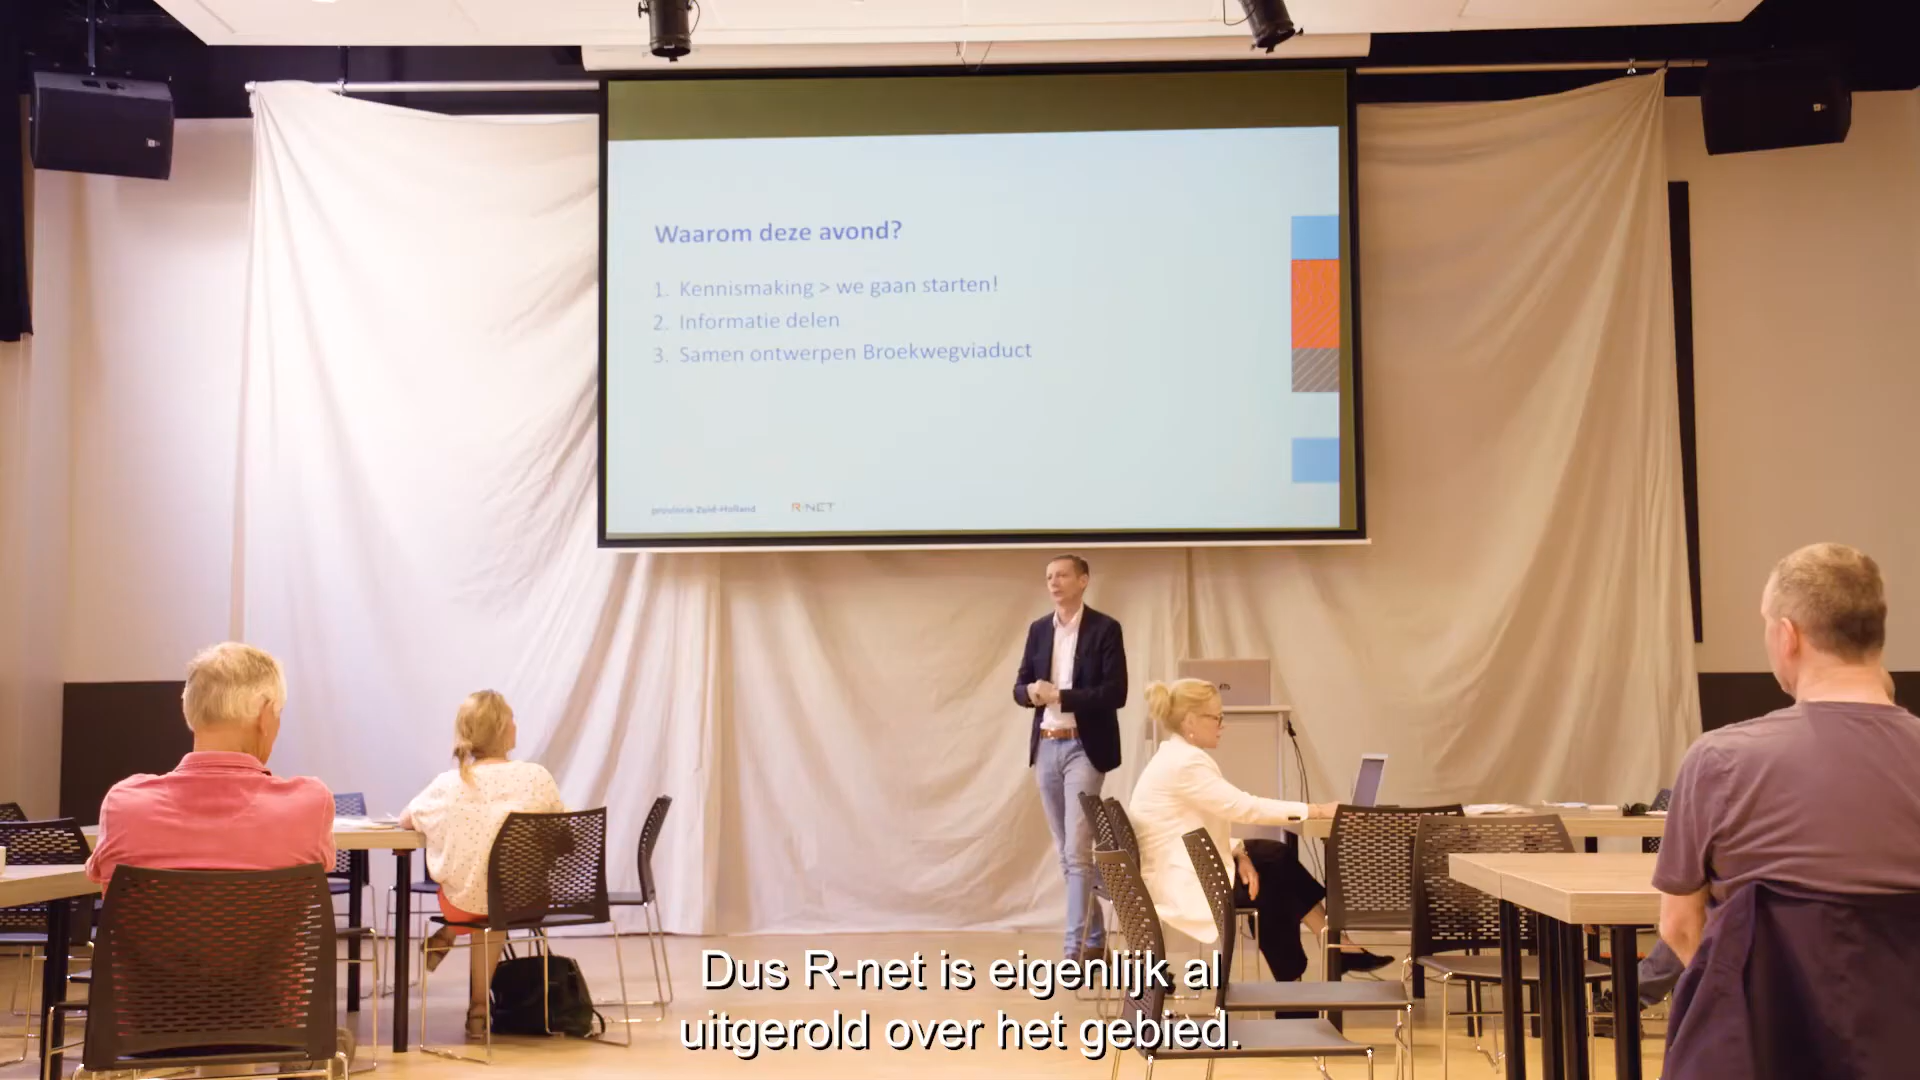 Waarom deze avond?
1. Kennismaking > we gaan starten!
2. Informatie delen
3. Samen ontwerpen Broekwegviaduct
provincie Zuid-Holland R-NET
Dus R-net is eigenlijk al
uitgerold over het gebied.